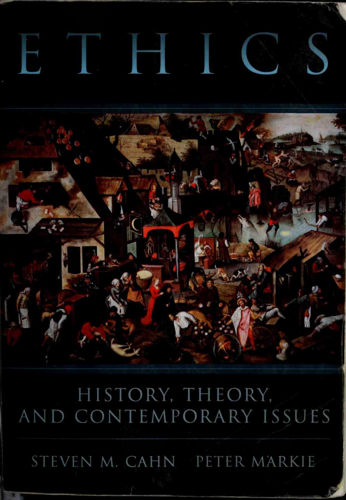 ETHICS
HISTORY, THEORY,
AND CONTEMPORARY ISSUES
STEVEN M. CAHN PETER MARKIE